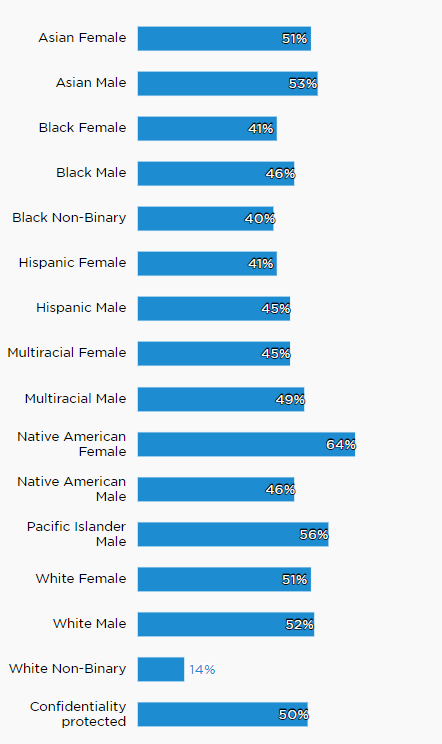 Asian Female 51%
Asian Male 53%
Black Female 41%
Black Male 46%
Black Non-Binary 40%
Hispanic Female 41%
Hispanic Male 45%
Multiracial Female 45%
Multiracial Male 49%
Native American
Female 64%
Native American
Male 46%
Pacific Islander
Male 56%
White Female 51%
White Male 52%
White Non-Binary 14%
Confidentiality
protected 50%